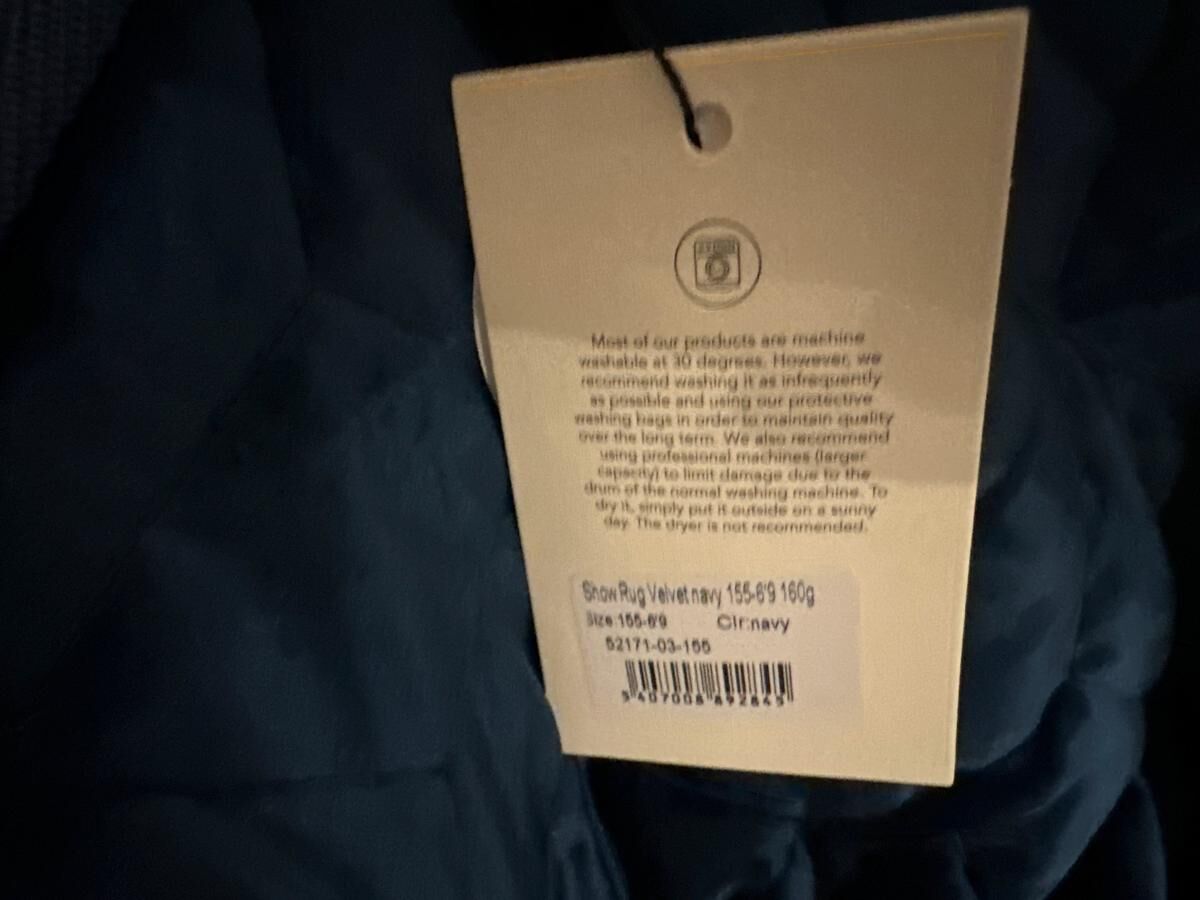 Most of our products are machine
washable at 30 degrees. However, we
recommend washing it as infrequently
as possible and using our protective
washing bags in order to maintain quality
over the long term. We also recommend
using professional machines (larger
capacity) to limit damage due to the
drum of the normal washing machine. To
dry it, simply put it outside on a sunny
day. The dryer is not recommended.
Show Rug Velvet navy 155-6'9 160g
Size:155-6'9 Clr:navy
52171-03-155
5 407008 892845